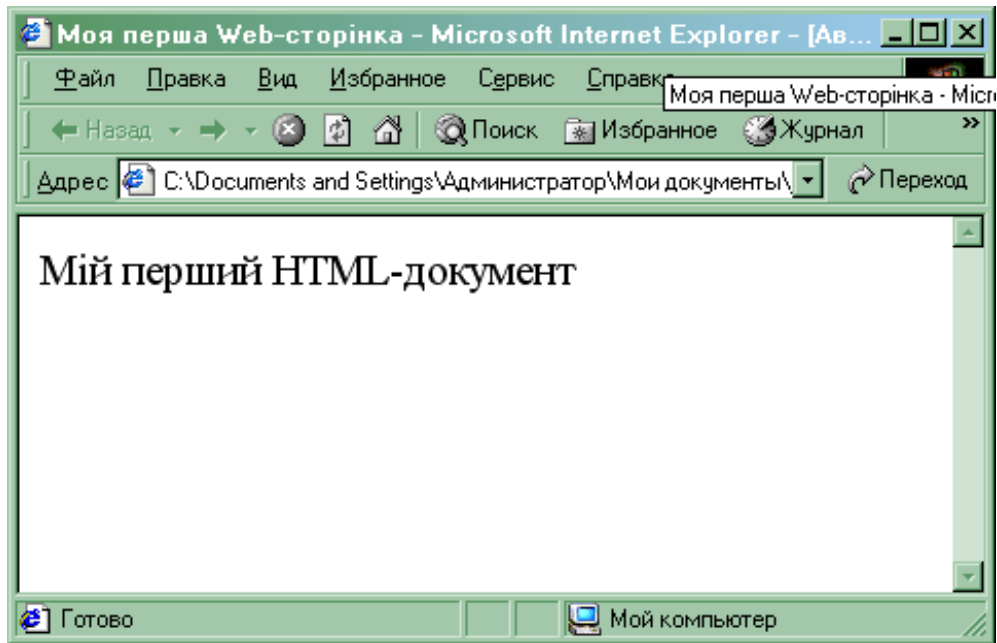 Моя перша Web-сторінка - Microsoft Internet Explorer - [Ав...
Файл Правка Вид Избранное Сервис Справка
Моя перша Web-сторінка - Micr
Назад Поиск Избранное Журнал »
Адрес C:\Documents and Settings\Администратор\Мои документы\ Переход
Мій перший HTML-документ
Готово Мой компьютер